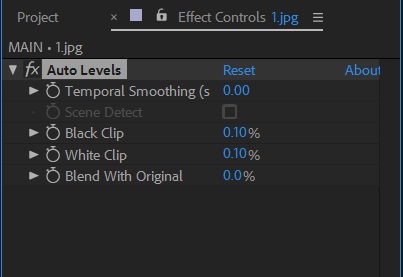 Project × Effect Controls 1.jpg ≡
MAIN • 1.jpg
fx Auto Levels Reset About
Temporal Smoothing (s 0.00
Scene Detect
Black Clip 0.10%
White Clip 0.10%
Blend With Original 0.0%